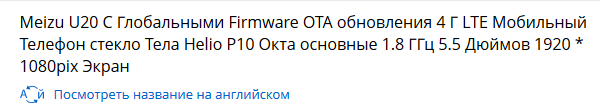 Meizu U20 С Глобальными Firmware OTA обновления 4 Г LTE Мобильный
Телефон стекло Тела Helio P10 Окта основные 1.8 ГГц 5.5 Дюймов 1920 *
1080pix Экран
Посмотреть название на английском